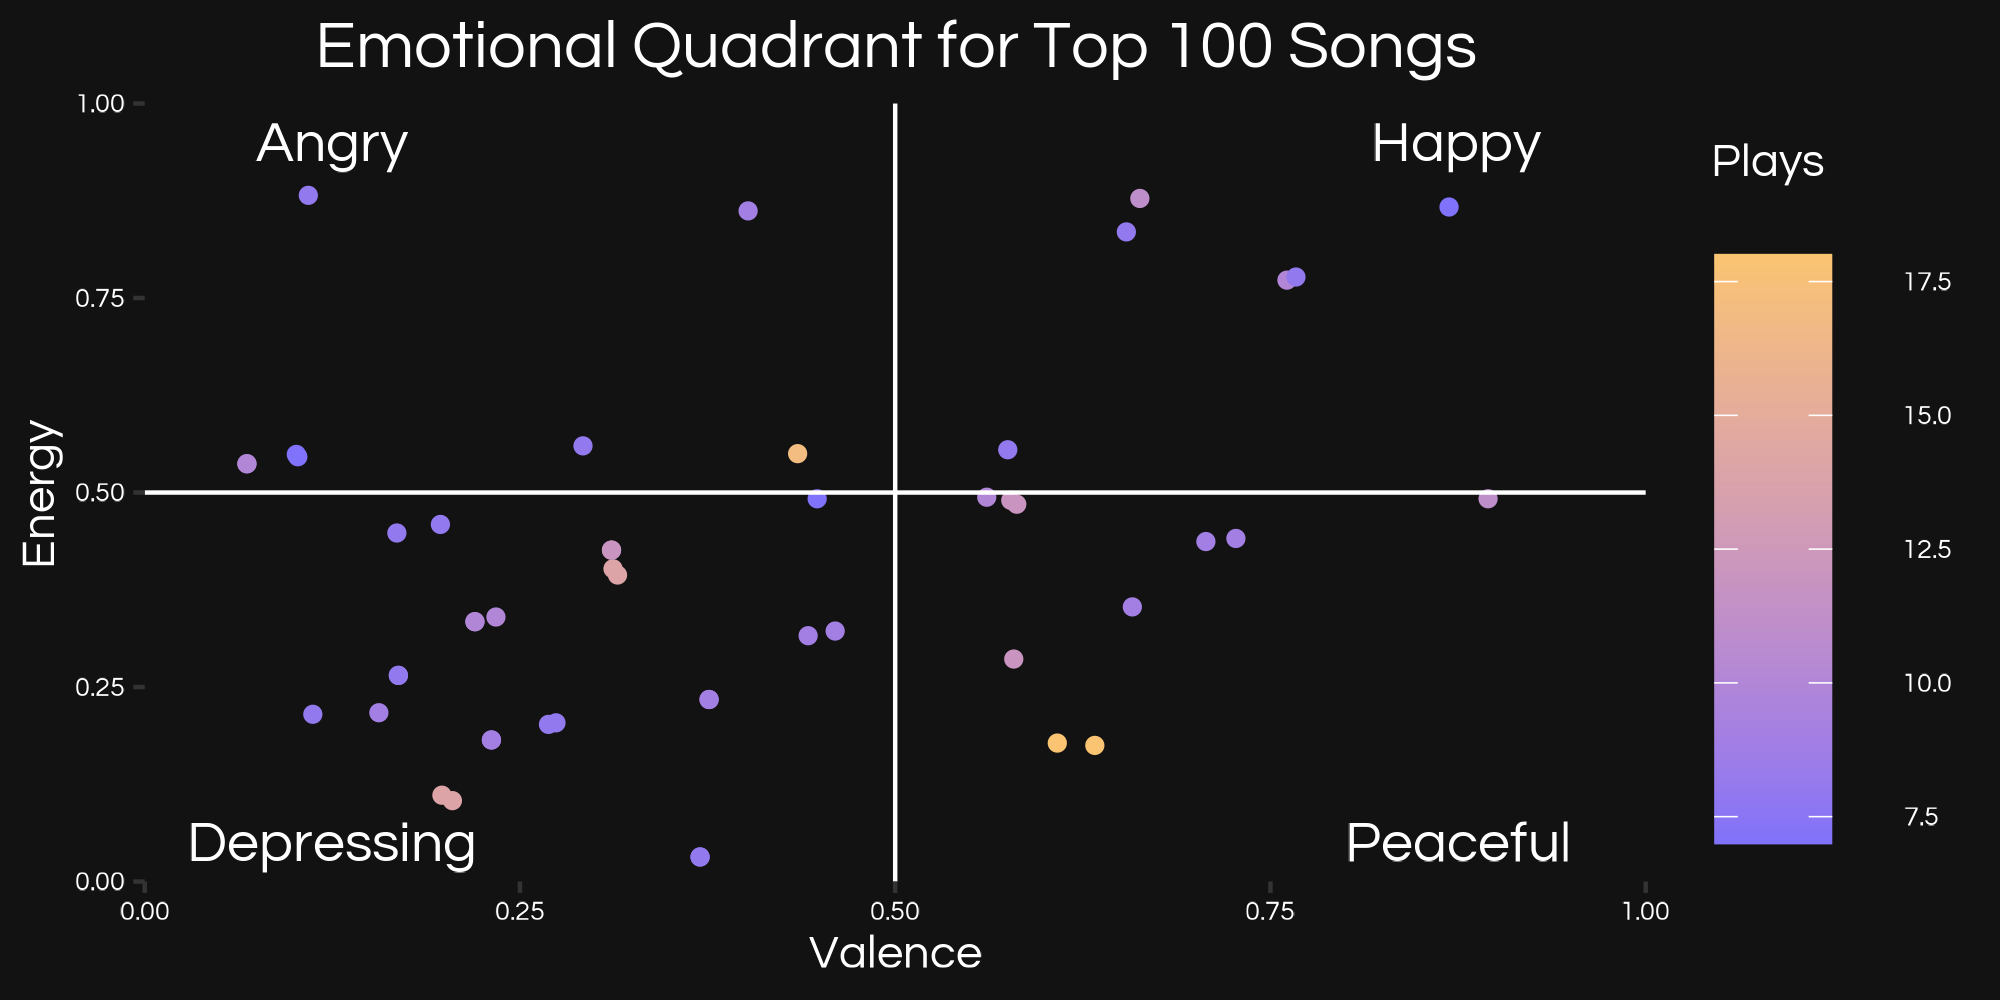 Emotional Quadrant for Top 100 Songs
1.00
Angry
Happy
Plays
17.5
0.75
15.0
Energy
0.50
12.5
10.0
0.25
7.5
Depressing
Peaceful
0.00
0.00 0.25 0.50 0.75 1.00
Valence